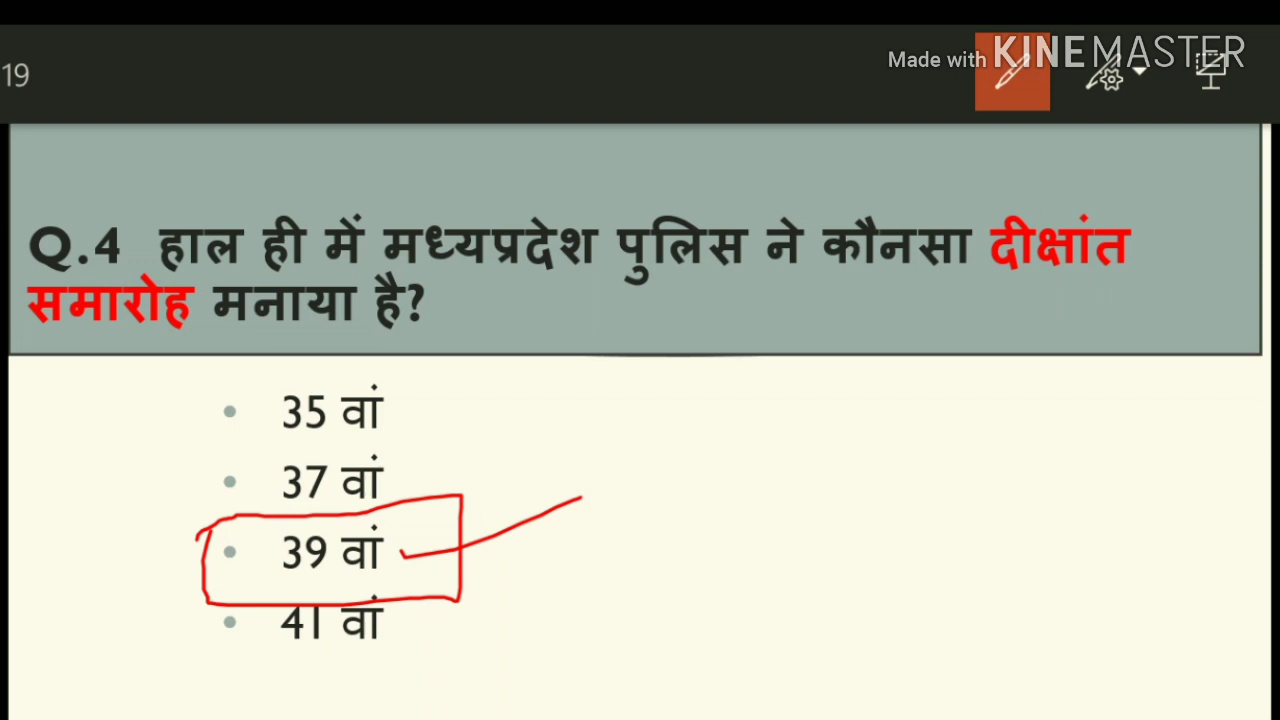 Made with KINEMASTER
19
Q.4 हाल ही में मध्यप्रदेश पुलिस ने कौनसा दीक्षांत
समारोह मनाया है?
• 35 वां
• 37 वां
• 39 वां
• 41 वां